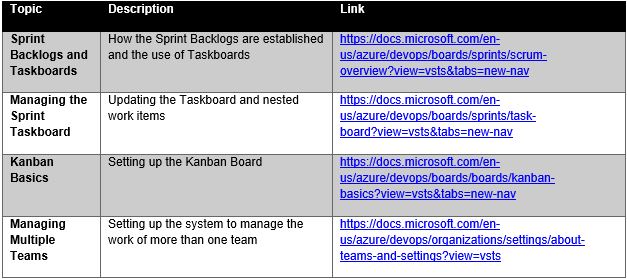 Topic Description Link
Sprint How the Sprint Backlogs are established https://docs.microsoft.com/en-
Backlogs and and the use of Taskboards us/azure/devops/boards/sprints/scrum-
Taskboards overview?view=vsts&tabs=new-nav
Managing the Updating the Taskboard and nested https://docs.microsoft.com/en-
Sprint work items us/azure/devops/boards/sprints/task-
Taskboard board?view=vsts&tabs=new-nav
Kanban Setting up the Kanban Board https://docs.microsoft.com/en-
Basics us/azure/devops/boards/boards/kanban-
basics?view=vsts&tabs=new-nav
Managing Setting up the system to manage the https://docs.microsoft.com/en-
Multiple work of more than one team us/azure/devops/organizations/settings/about-
Teams teams-and-settings?view=vsts